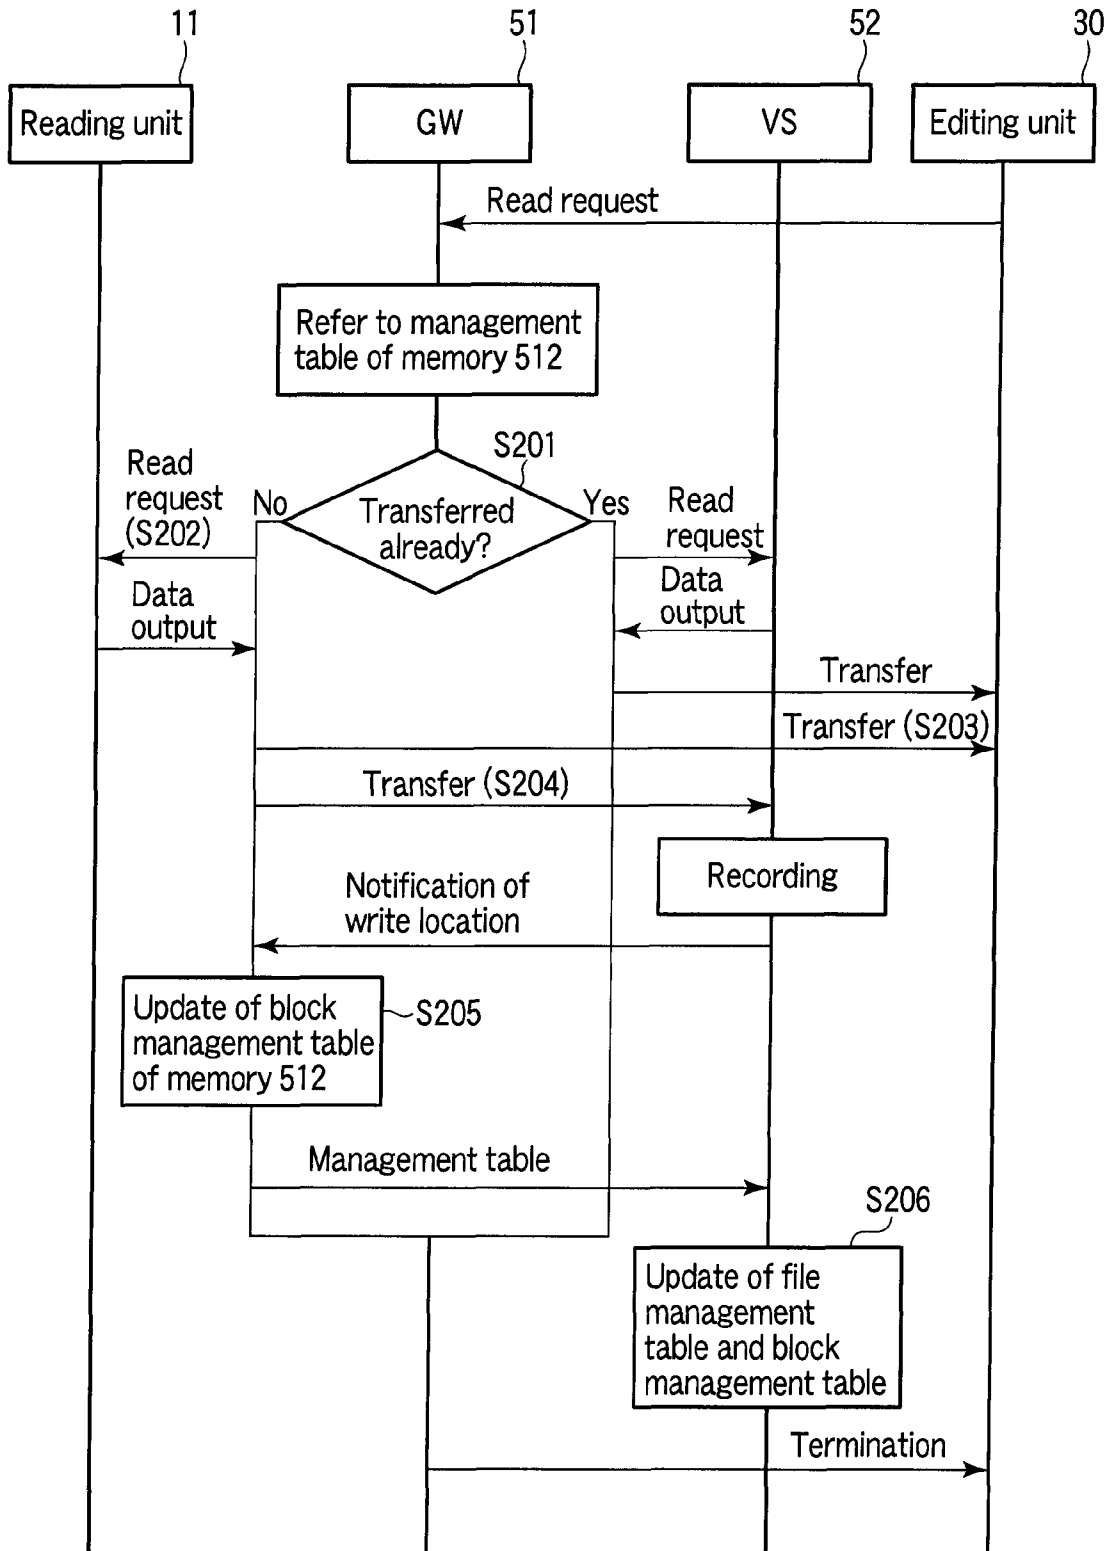 11
51
52
30
Reading unit
GW
VS
Editing unit
Read request
Refer to management
table of memory 512
S201
Read
request
(S202)
No
Transferred
already?
Yes
Read
request
Data
output
Data
output
Transfer
Transfer (S203)
Transfer (S204)
Recording
Notification of
write location
Update of block
management table
of memory 512
S205
Management table
S206
Update of file
management
table and block
management table
Termination